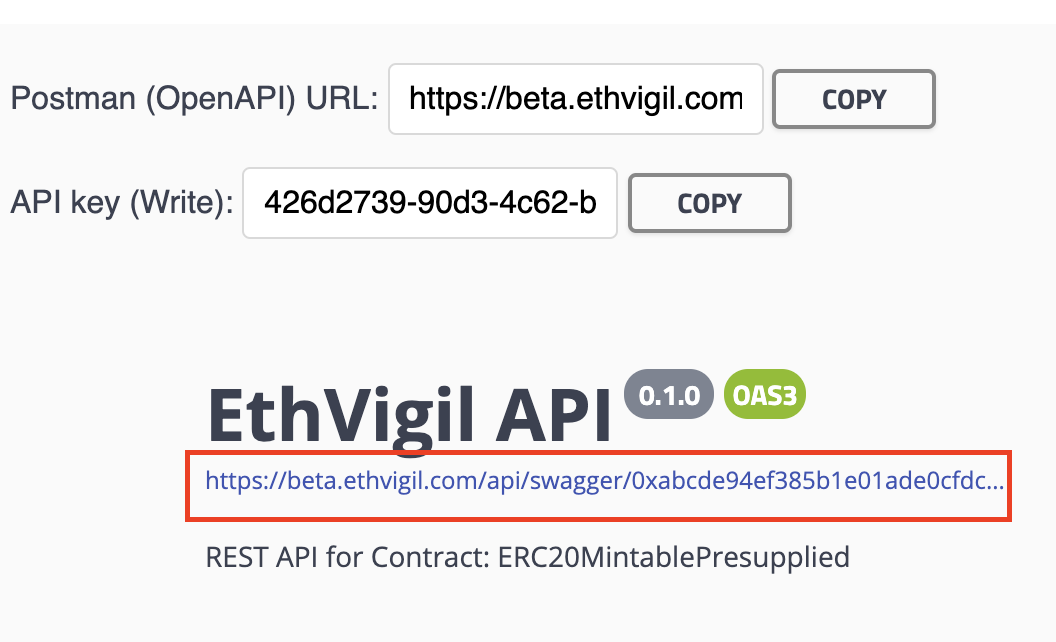 Postman (OpenAPI) URL: https://beta.ethvigil.com COPY
API key (Write): 426d2739-90d3-4c62-b COPY
EthVigil API 0.1.0 OAS3
https://beta.ethvigil.com/api/swagger/0xabcde94ef385b1e01ade0cfdc...
REST API for Contract: ERC20MintablePresupplied